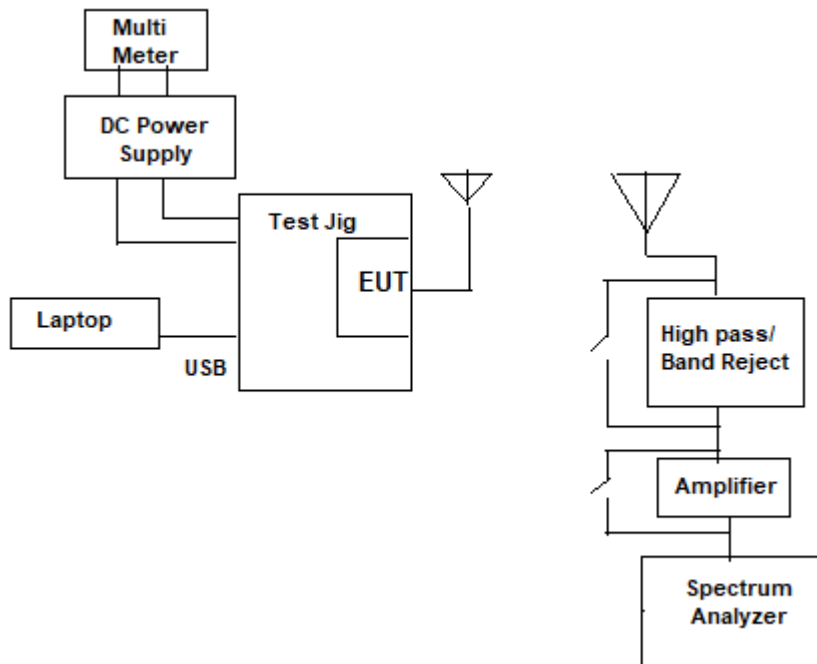 Multi
Meter
DC Power
Supply
Test Jig
EUT
Laptop
USB
High pass/
Band Reject
Amplifier
Spectrum
Analyzer